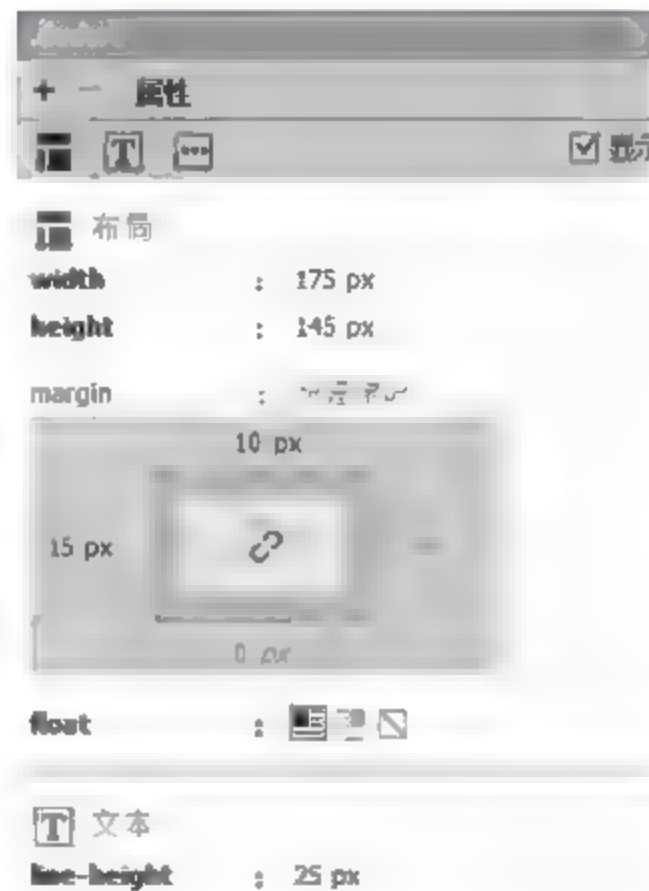 + - 属性
T 显示
布局
width : 175 px
height : 145 px
margin :
10 px
15 px
0 px
float :
T 文本
line-height : 25 px